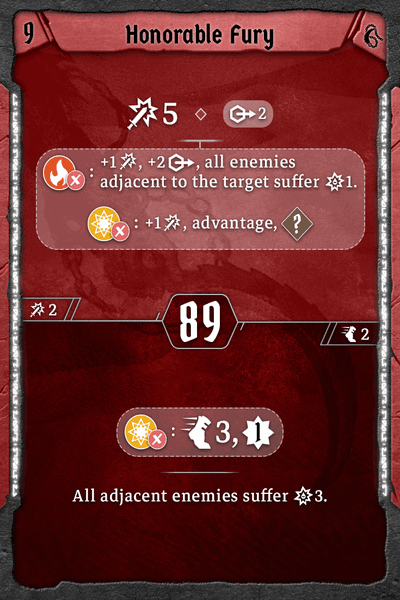 9 Honorable Fury
5 2
: +1 , +2 , all enemies
adjacent to the target suffer 1.
: +1 , advantage, ?
2
89
2
: 3, 1
All adjacent enemies suffer 3.